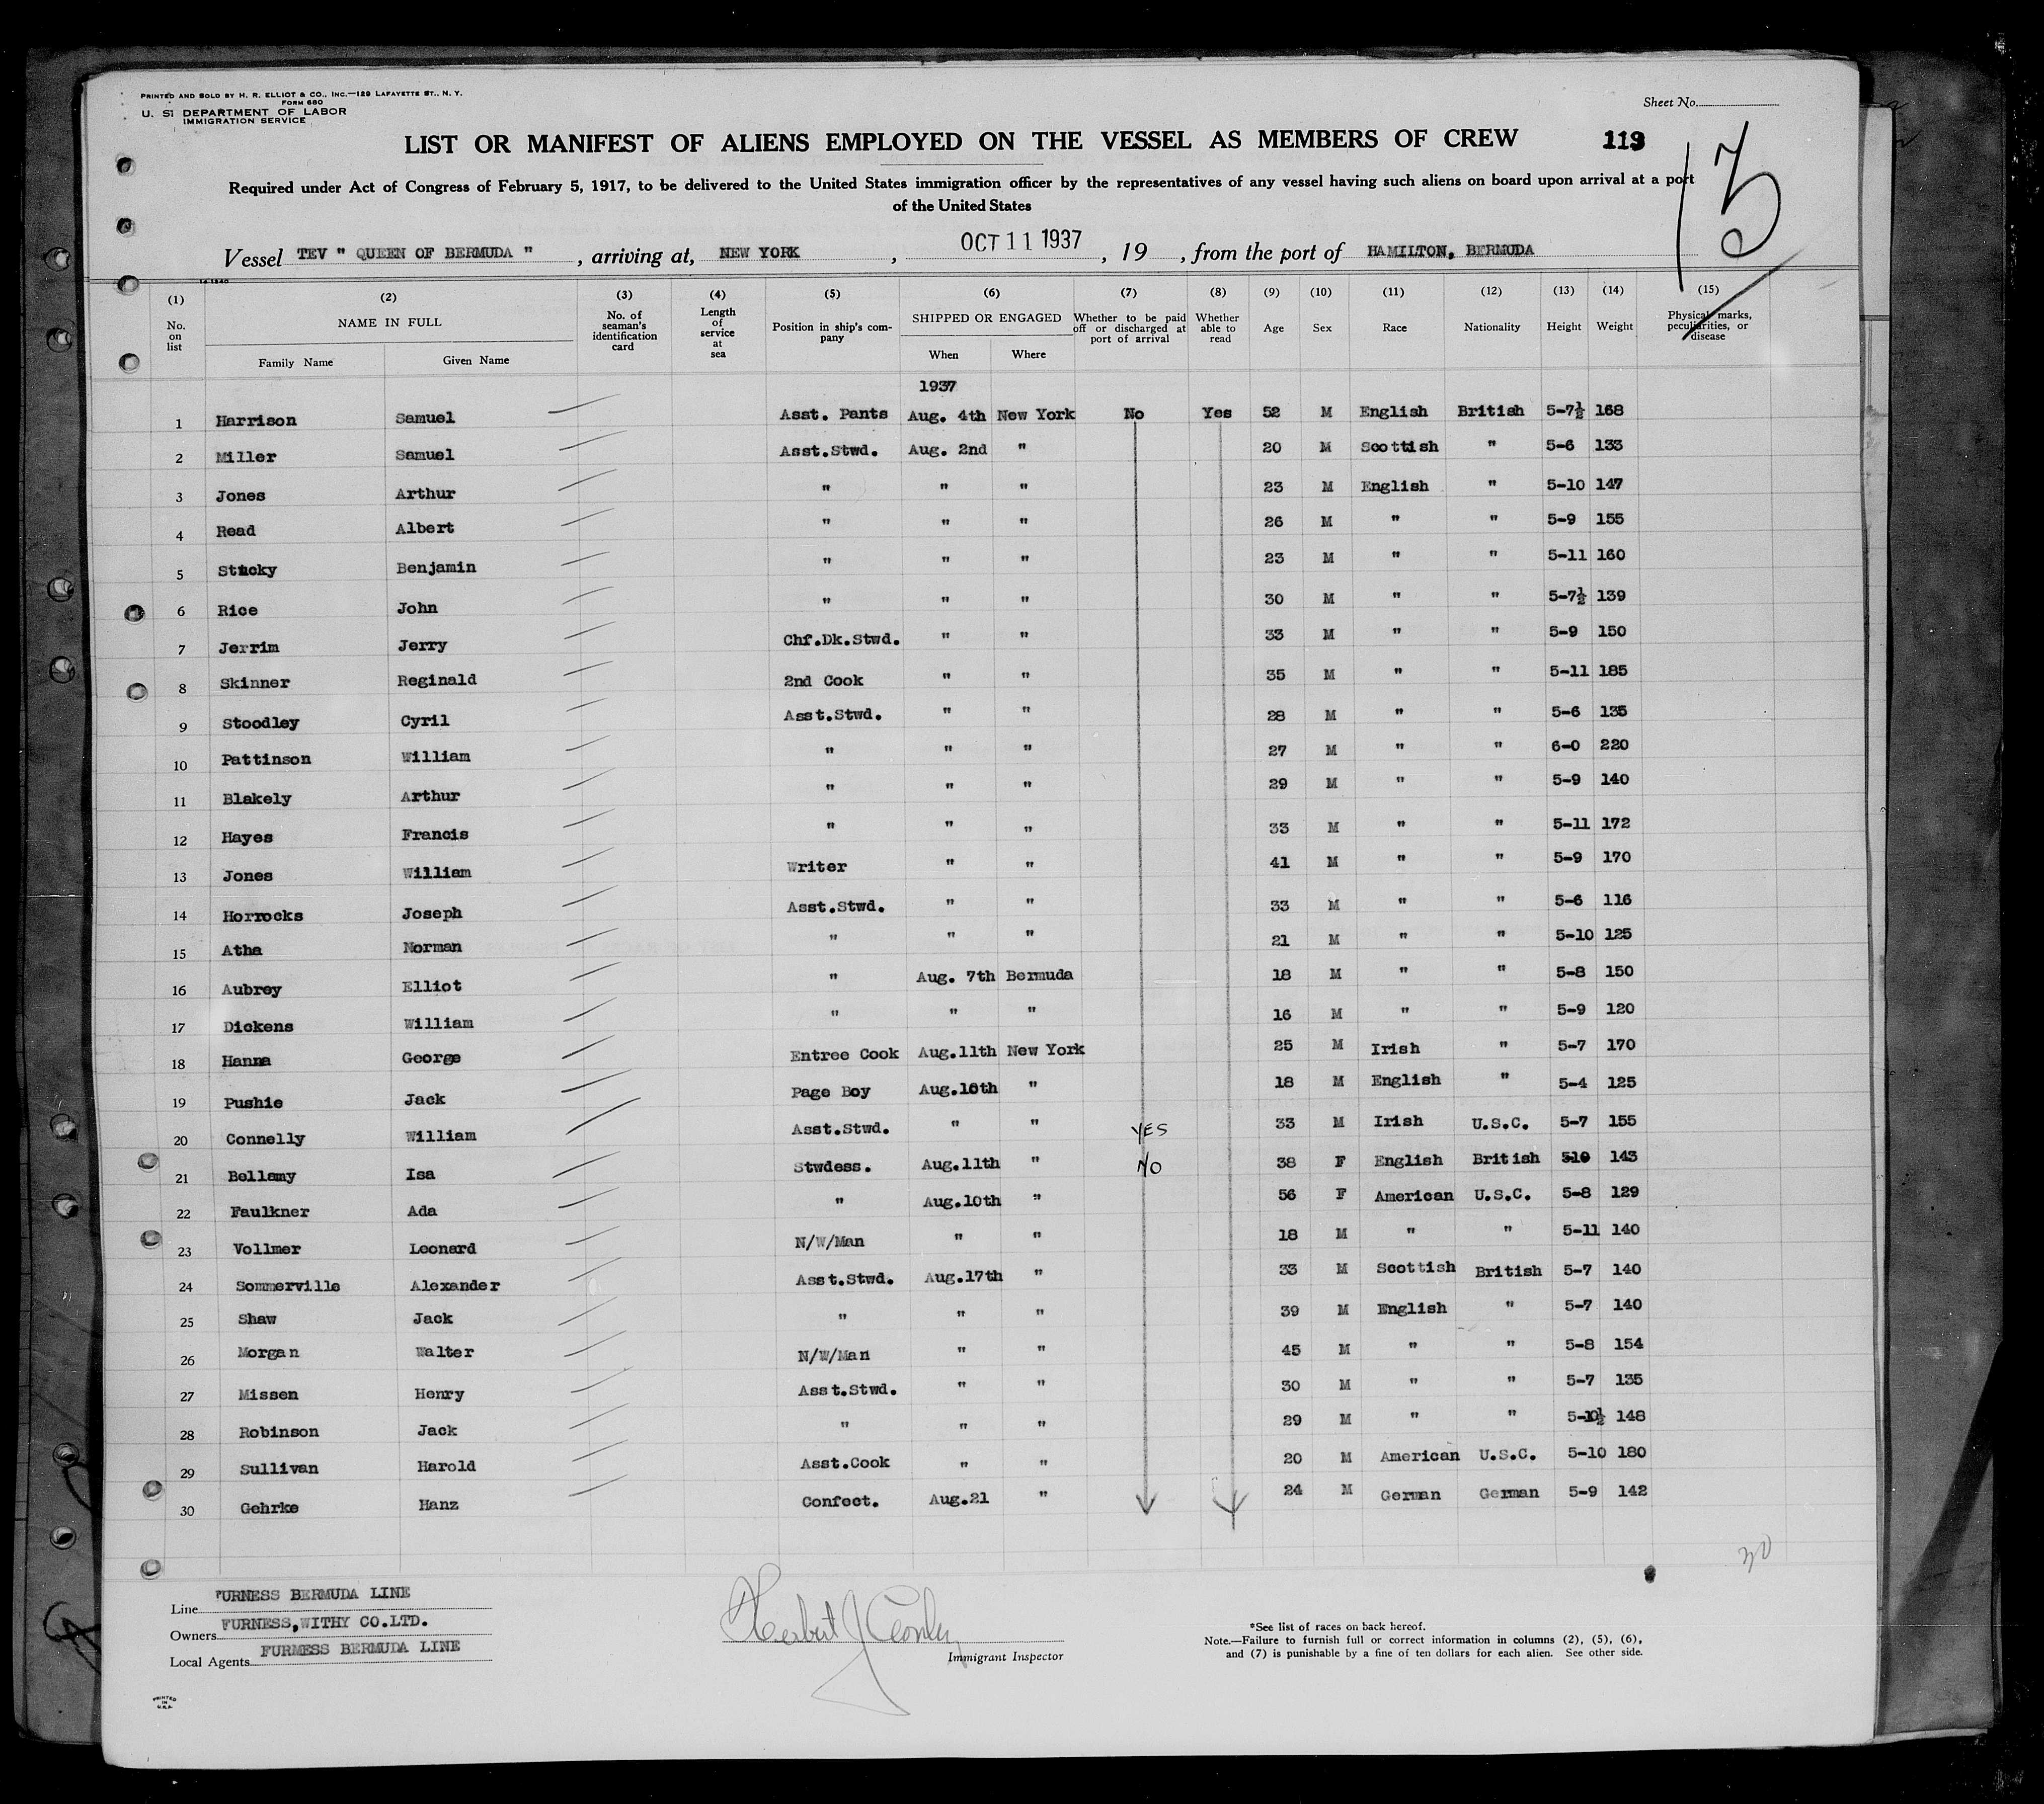 PRINTED AND SOLD BY H. R. ELLIOT & CO., INC.—129 LAFAYETTE ST., N. Y.
FORM 680
U. S. DEPARTMENT OF LABOR
IMMIGRATION SERVICE
Sheet No.
LIST OR MANIFEST OF ALIENS EMPLOYED ON THE VESSEL AS MEMBERS OF CREW 119
13
Required under Act of Congress of February 5, 1917, to be delivered to the United States immigration officer by the representatives of any vessel having such aliens on board upon arrival at a port
of the United States
Vessel TEV " QUEEN OF BERMUDA " , arriving at, NEW YORK , OCT 11 1937 , 19 , from the port of HAMILTON, BERMUDA
(1) (2) (3) (4) (5) (6) (7) (8) (9) (10) (11) (12) (13) (14) (15)
No. on list NAME IN FULL Family Name Given Name No. of seaman's identification card Length of service at sea Position in ship's company SHIPPED OR ENGAGED When Where Whether to be paid off or discharged at port of arrival Whether able to read Age Sex Race Nationality Height Weight Physical marks, peculiarities, or disease
1937
1 Harrison Samuel Asst. Pants Aug. 4th New York No Yes 52 M English British 5-7½ 168
2 Miller Samuel Asst.Stwd. Aug. 2nd " 20 M Scottish " 5-6 133
3 Jones Arthur " " " 23 M English " 5-10 147
4 Read Albert " " " 26 M " " 5-9 155
5 Stucky Benjamin " " " 23 M " " 5-11 160
6 Rice John " " " 30 M " " 5-7½ 139
7 Jerrim Jerry Chf.Dk.Stwd. " " 33 M " " 5-9 150
8 Skinner Reginald 2nd Cook " " 35 M " " 5-11 185
9 Stoodley Cyril Asst.Stwd. " " 28 M " " 5-6 135
10 Pattinson William " " " 27 M " " 6-0 220
11 Blakely Arthur " " " 29 M " " 5-9 140
12 Hayes Francis " " " 33 M " " 5-11 172
13 Jones William Writer " " 41 M " " 5-9 170
14 Horrocks Joseph Asst.Stwd. " " 33 M " " 5-6 116
15 Atha Norman " " " 21 M " " 5-10 125
16 Aubrey Elliot " Aug. 7th Bermuda 18 M " " 5-8 150
17 Dickens William " " " 16 M " " 5-9 120
18 Hanna George Entree Cook Aug.11th New York 25 M Irish " 5-7 170
19 Pushie Jack Page Boy Aug.10th " 18 M English " 5-4 125
20 Connelly William Asst.Stwd. " " YES 33 M Irish U.S.C. 5-7 155
21 Bellamy Isa Stwdess. Aug.11th " NO 38 F English British 510 143
22 Faulkner Ada " Aug.10th " 56 F American U.S.C. 5-8 129
23 Vollmer Leonard N/W/Man " " 18 M " " 5-11 140
24 Sommerville Alexander Asst.Stwd. Aug.17th " 33 M Scottish British 5-7 140
25 Shaw Jack " " " 39 M English " 5-7 140
26 Morgan Walter N/W/Man " " 45 M " " 5-8 154
27 Missen Henry Asst.Stwd. " " 30 M " " 5-7 135
28 Robinson Jack " " " 29 M " " 5-10½ 148
29 Sullivan Harold Asst.Cook " " 20 M American U.S.C. 5-10 180
30 Gehrke Hanz Confect. Aug.21 " 24 M German German 5-9 142
30
Line FURNESS BERMUDA LINE
Owners FURNESS,WITHY CO.LTD.
Local Agents FURMESS BERMUDA LINE
Herbert J
Immigrant Inspector
*See list of races on back hereof.
Note.—Failure to furnish full or correct information in columns (2), (5), (6),
and (7) is punishable by a fine of ten dollars for each alien. See other side.
PRINTED
IN
U.S.A.